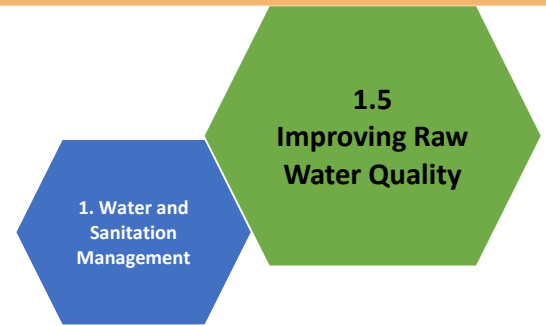 1.5
Improving Raw
Water Quality
1. Water and
Sanitation
Management